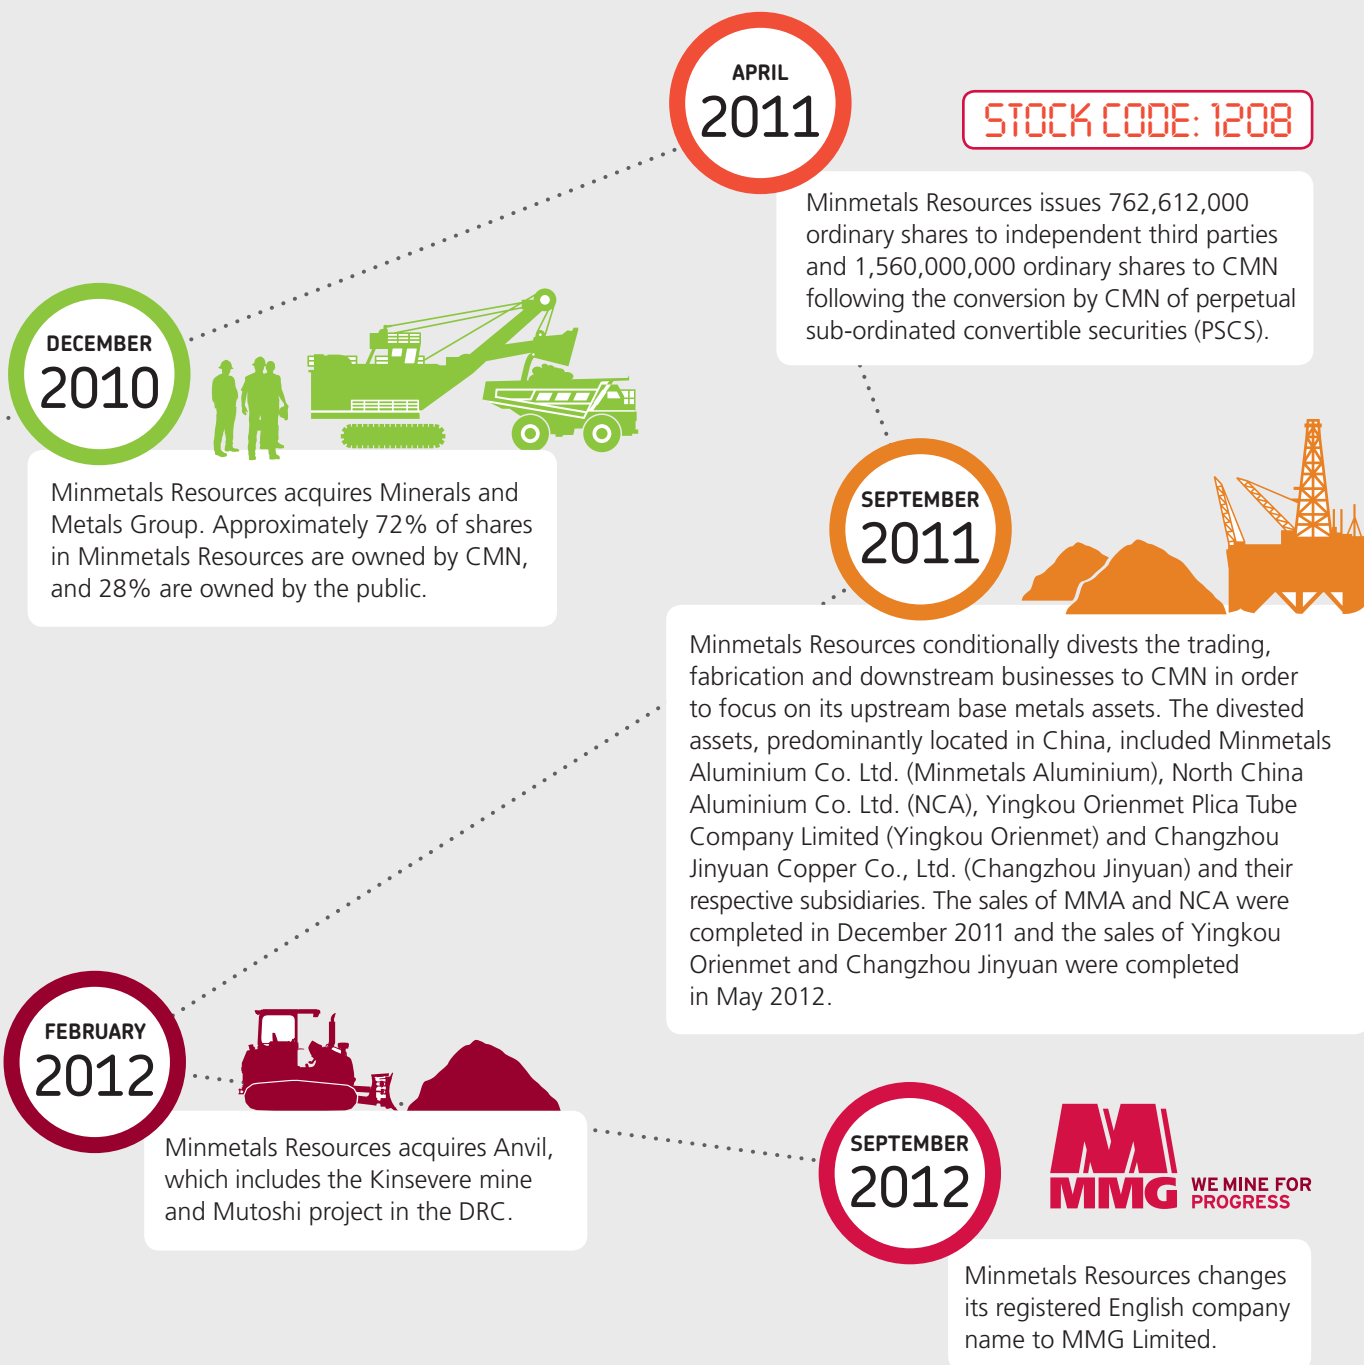 APRIL
2011
STOCK CODE: 1208
Minmetals Resources issues 762,612,000
ordinary shares to independent third parties
and 1,560,000,000 ordinary shares to CMN
following the conversion by CMN of perpetual
sub-ordinated convertible securities (PSCS).
DECEMBER
2010
Minmetals Resources acquires Minerals and
Metals Group. Approximately 72% of shares
in Minmetals Resources are owned by CMN,
and 28% are owned by the public.
SEPTEMBER
2011
Minmetals Resources conditionally divests the trading,
fabrication and downstream businesses to CMN in order
to focus on its upstream base metals assets. The divested
assets, predominantly located in China, included Minmetals
Aluminium Co. Ltd. (Minmetals Aluminium), North China
Aluminium Co. Ltd. (NCA), Yingkou Orienmet Plica Tube
Company Limited (Yingkou Orienmet) and Changzhou
Jinyuan Copper Co., Ltd. (Changzhou Jinyuan) and their
respective subsidiaries. The sales of MMA and NCA were
completed in December 2011 and the sales of Yingkou
Orienmet and Changzhou Jinyuan were completed
in May 2012.
FEBRUARY
2012
Minmetals Resources acquires Anvil,
which includes the Kinsevere mine
and Mutoshi project in the DRC.
SEPTEMBER
2012
MMG
WE MINE FOR
PROGRESS
Minmetals Resources changes
its registered English company
name to MMG Limited.